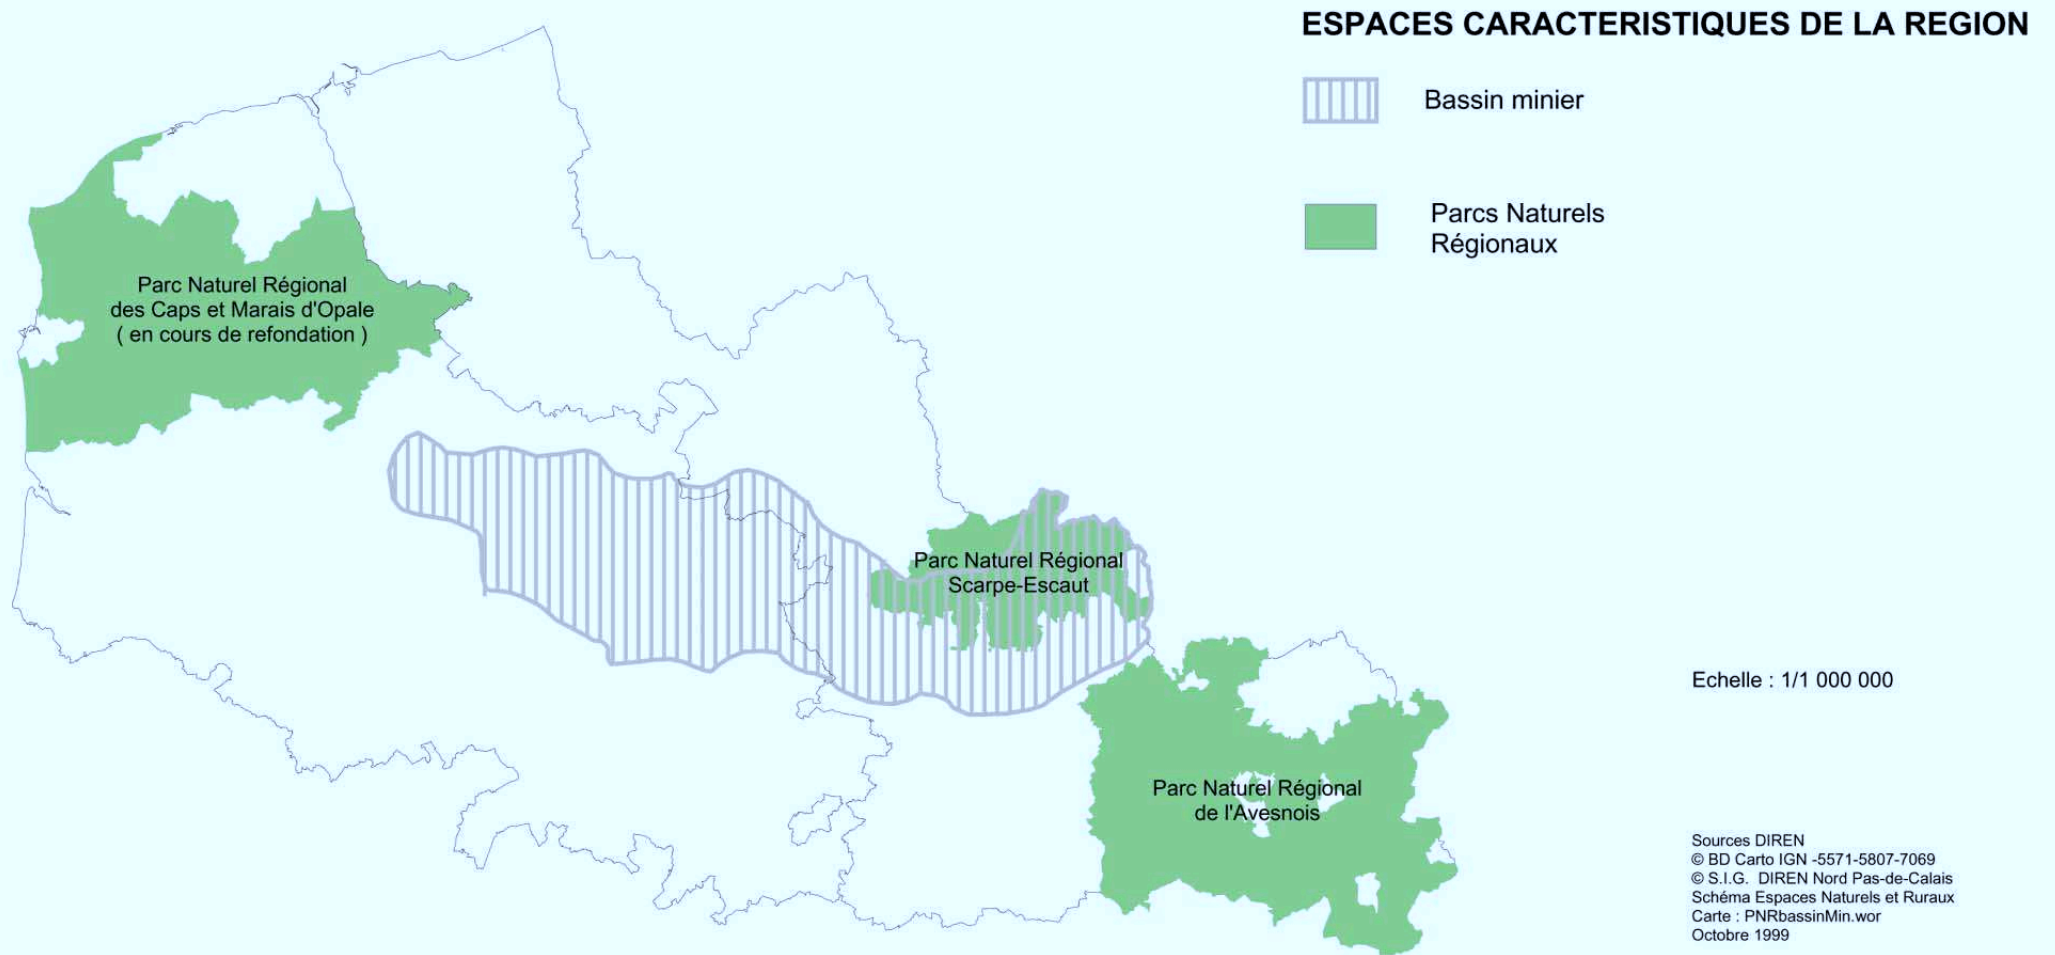 ESPACES CARACTERISTIQUES DE LA REGION
Bassin minier
Parcs Naturels
Régionaux
Parc Naturel Régional
des Caps et Marais d'Opale
( en cours de refondation )
Parc Naturel Régional
Scarpe-Escaut
Parc Naturel Régional
de l'Avesnois
Echelle : 1/1 000 000
Sources DIREN
© BD Carto IGN -5571-5807-7069
© S.I.G. DIREN Nord Pas-de-Calais
Schéma Espaces Naturels et Ruraux
Carte : PNRbassinMin.wor
Octobre 1999